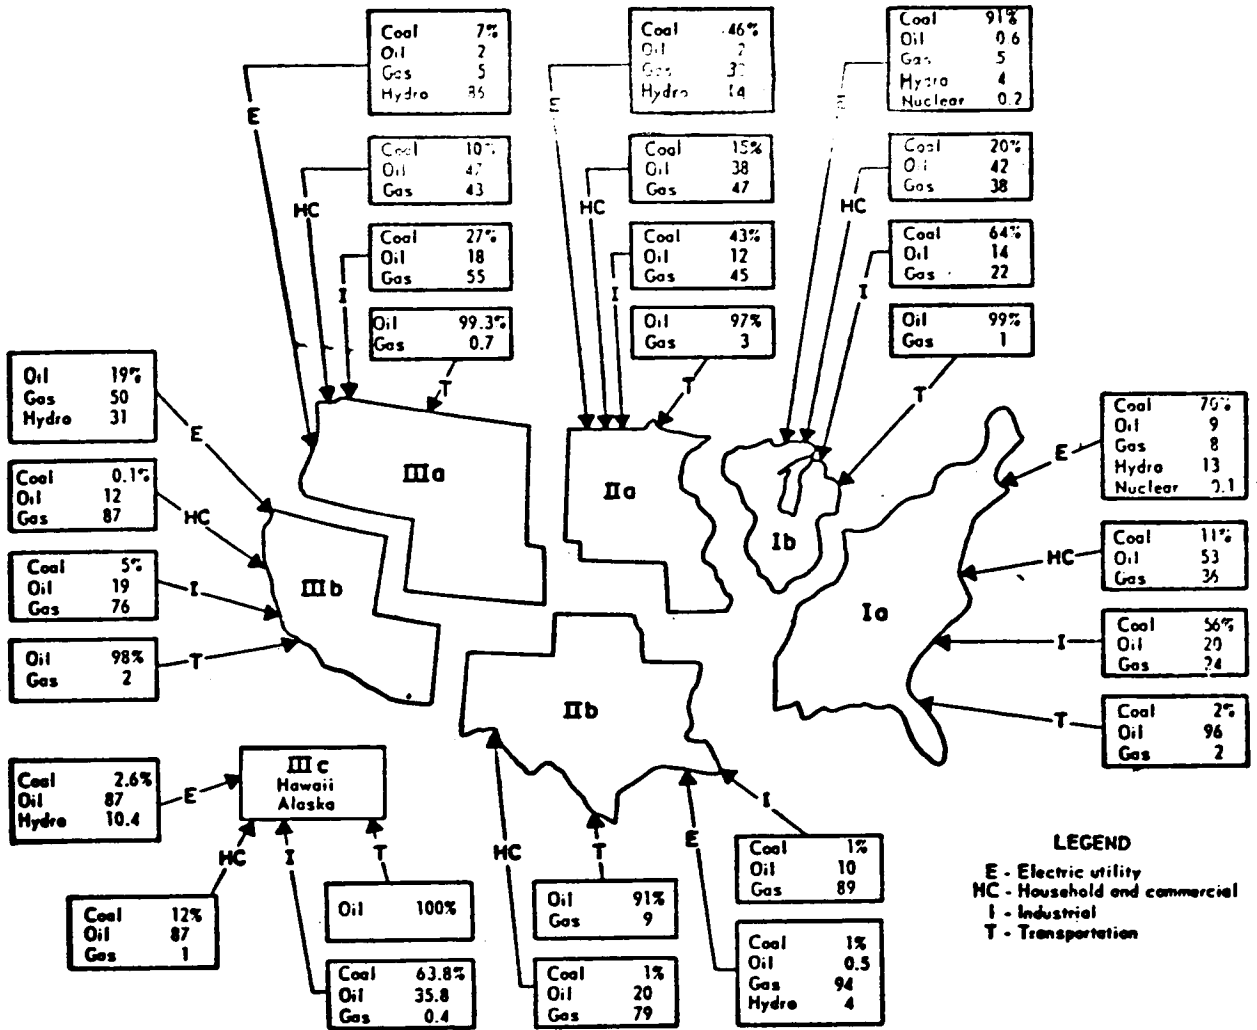 Coal 7%
Oil 2
Gas 5
Hydro 86
Coal 46%
Oil 2
Gas
Hydro 14
Coal 91%
Oil 0.6
Gas 5
Hydro 4
Nuclear 0.2
E
E
E
Coal 10%
Oil 47
Gas 43
Coal 15%
Oil 38
Gas 47
Coal 20%
Oil 42
Gas 38
HC
HC
HC
Coal 27%
Oil 18
Gas 55
Coal 43%
Oil 12
Gas 45
Coal 64%
Oil 14
Gas 22
I
I
I
Oil 99.3%
Gas 0.7
Oil 97%
Gas 3
Oil 99%
Gas 1
T
T
T
Oil 19%
Gas 50
Hydro 31
E
Coal 0.1%
Oil 12
Gas 87
HC
Coal 5%
Oil 19
Gas 76
I
Oil 98%
Gas 2
T
IIIa
IIa
Ib
IIIb
Ia
IIb
Coal 70%
Oil 9
Gas 8
Hydro 13
Nuclear 0.1
E
Coal 11%
Oil 53
Gas 36
HC
Coal 56%
Oil 20
Gas 24
I
Coal 2%
Oil 96
Gas 2
T
IIIc
Hawaii
Alaska
Coal 2.6%
Oil 87
Hydro 10.4
E
HC
I
T
Coal 12%
Oil 87
Gas 1
Oil 100%
Coal 63.8%
Oil 35.8
Gas 0.4
HC
T
E
I
Oil 91%
Gas 9
Coal 1%
Oil 20
Gas 79
Coal 1%
Oil 10
Gas 89
Coal 1%
Oil 0.5
Gas 94
Hydro 4
LEGEND
E - Electric utility
HC - Household and commercial
I - Industrial
T - Transportation